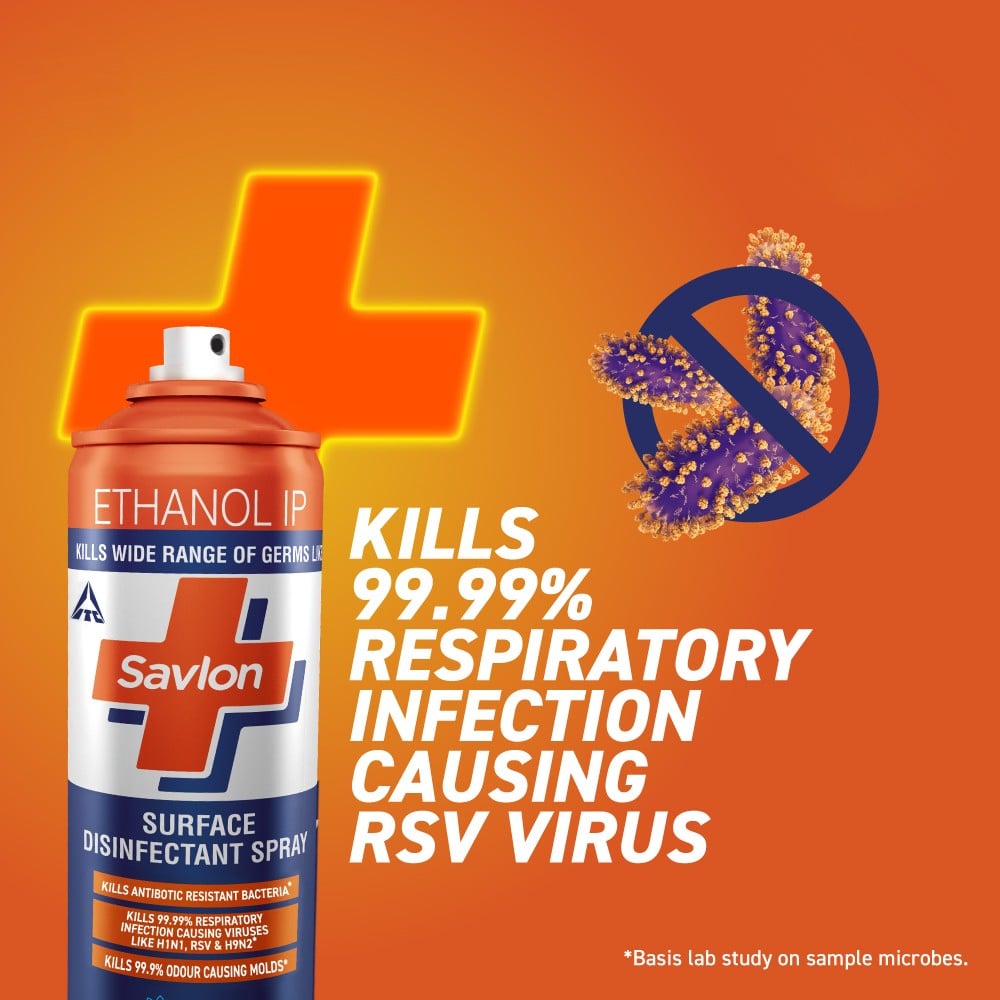 ETHANOL IP
KILLS WIDE RANGE OF GERMS
ITC
Savlon
SURFACE
DISINFECTANT SPRAY
KILLS ANTIBOTIC RESISTANT BACTERIA*
KILLS 99.99% RESPIRATORY
INFECTION CAUSING VIRUSES
LIKE H1N1, RSV & H9N2*
KILLS 99.9% ODOUR CAUSING MOLDS*
KILLS
99.99%
RESPIRATORY
INFECTION
CAUSING
RSV VIRUS
*Basis lab study on sample microbes.